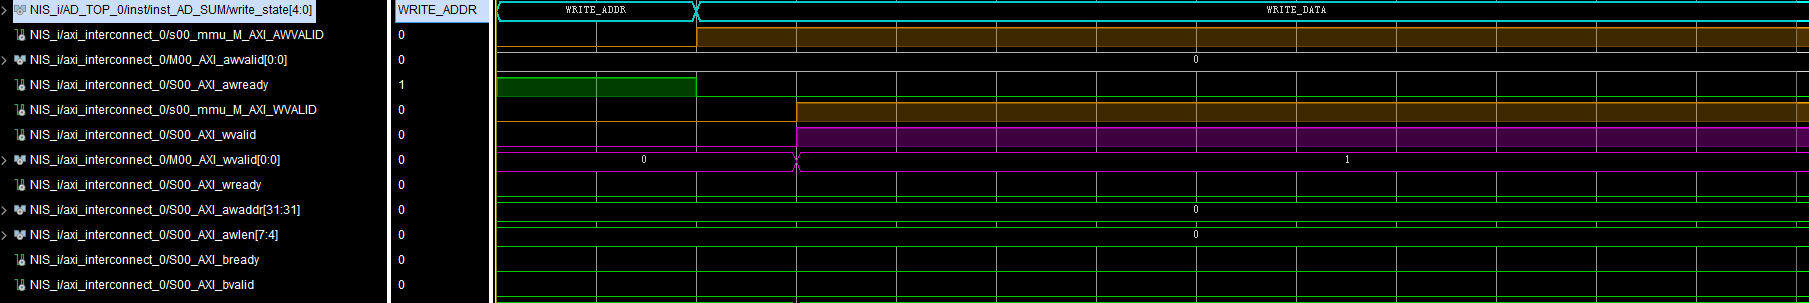 NIS_i/AD_TOP_0/inst/inst_AD_SUM/write_state[4:0] WRITE_ADDR WRITE_ADDR WRITE_DATA
NIS_i/axi_interconnect_0/s00_mmu_M_AXI_AWVALID 0
NIS_i/axi_interconnect_0/M00_AXI_awvalid[0:0] 0 0
NIS_i/axi_interconnect_0/S00_AXI_awready 1
NIS_i/axi_interconnect_0/s00_mmu_M_AXI_WVALID 0
NIS_i/axi_interconnect_0/S00_AXI_wvalid 0
NIS_i/axi_interconnect_0/M00_AXI_wvalid[0:0] 0 0 1
NIS_i/axi_interconnect_0/S00_AXI_wready 0
NIS_i/axi_interconnect_0/S00_AXI_awaddr[31:31] 0 0
NIS_i/axi_interconnect_0/S00_AXI_awlen[7:4] 0 0
NIS_i/axi_interconnect_0/S00_AXI_bready 0
NIS_i/axi_interconnect_0/S00_AXI_bvalid 0